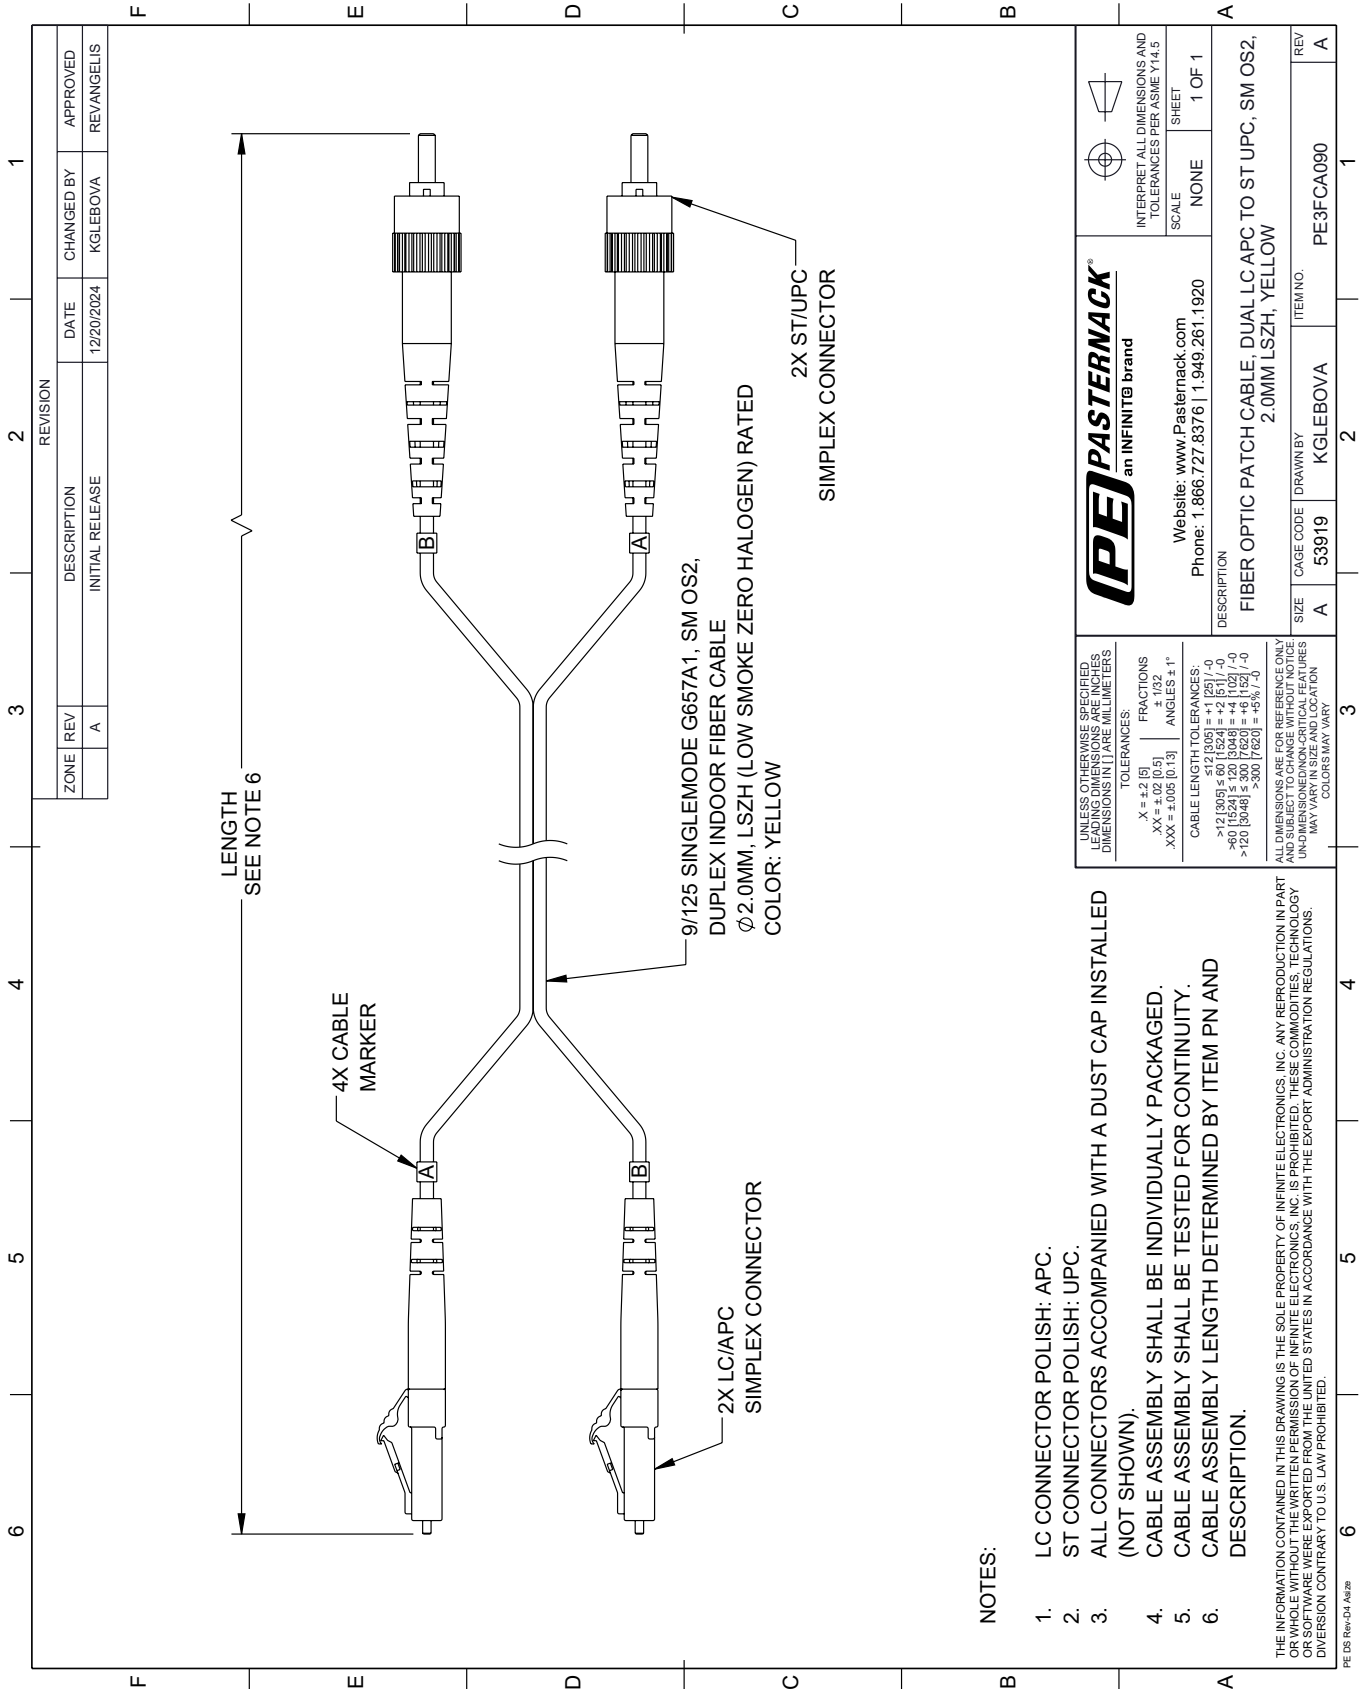 REVISION
ZONE REV DESCRIPTION DATE CHANGED BY APPROVED
A INITIAL RELEASE 12/20/2024 KGLEBOVA REVANGELIS
6 5 4 3 2 1
F
E
D
C
B
A
LENGTH
SEE NOTE 6
4X CABLE
MARKER
A
B
B
A
2X LC/APC
SIMPLEX CONNECTOR
9/125 SINGLEMODE G657A1, SM OS2,
DUPLEX INDOOR FIBER CABLE
Ø2.0MM, LSZH (LOW SMOKE ZERO HALOGEN) RATED
COLOR: YELLOW
2X ST/UPC
SIMPLEX CONNECTOR
NOTES:
1. LC CONNECTOR POLISH: APC.
2. ST CONNECTOR POLISH: UPC.
3. ALL CONNECTORS ACCOMPANIED WITH A DUST CAP INSTALLED
(NOT SHOWN).
4. CABLE ASSEMBLY SHALL BE INDIVIDUALLY PACKAGED.
5. CABLE ASSEMBLY SHALL BE TESTED FOR CONTINUITY.
6. CABLE ASSEMBLY LENGTH DETERMINED BY ITEM PN AND
DESCRIPTION.
THE INFORMATION CONTAINED IN THIS DRAWING IS THE SOLE PROPERTY OF INFINITE ELECTRONICS, INC. ANY REPRODUCTION IN PART
OR WHOLE WITHOUT THE WRITTEN PERMISSION OF INFINITE ELECTRONICS, INC. IS PROHIBITED. THESE COMMODITIES, TECHNOLOGY
OR SOFTWARE WERE EXPORTED FROM THE UNITED STATES IN ACCORDANCE WITH THE EXPORT ADMINISTRATION REGULATIONS.
DIVERSION CONTRARY TO U.S. LAW PROHIBITED.
UNLESS OTHERWISE SPECIFIED
LEADING DIMENSIONS ARE INCHES
DIMENSIONS IN [ ] ARE MILLIMETERS
TOLERANCES:
.X = ±.2 [5] FRACTIONS
.XX = ±.02 [0.5] ± 1/32
.XXX = ±.005 [0.13] ANGLES ± 1°
CABLE LENGTH TOLERANCES:
≤12 [305] = +1 [25] / -0
>12 [305] ≤ 60 [1524] = +2 [51] / -0
>60 [1524] ≤ 120 [3048] = +4 [102] / -0
>120 [3048] ≤ 300 [7620] = +6 [152] / -0
>300 [7620] = +5% / -0
ALL DIMENSIONS ARE FOR REFERENCE ONLY
AND SUBJECT TO CHANGE WITHOUT NOTICE.
UN-DIMENSIONED/NON-CRITICAL FEATURES
MAY VARY IN SIZE AND LOCATION
COLORS MAY VARY
PE PASTERNACK®
an INFINIT@ brand
Website: www.Pasternack.com
Phone: 1.866.727.8376 | 1.949.261.1920
INTERPRET ALL DIMENSIONS AND
TOLERANCES PER ASME Y14.5
SCALE SHEET
NONE 1 OF 1
DESCRIPTION
FIBER OPTIC PATCH CABLE, DUAL LC APC TO ST UPC, SM OS2,
2.0MM LSZH, YELLOW
SIZE CAGE CODE DRAWN BY ITEM NO. REV
A 53919 KGLEBOVA PE3FCA090 A
6 5 4 3 2 1
F
E
D
C
B
A
PE DS Rev-D4 Asize